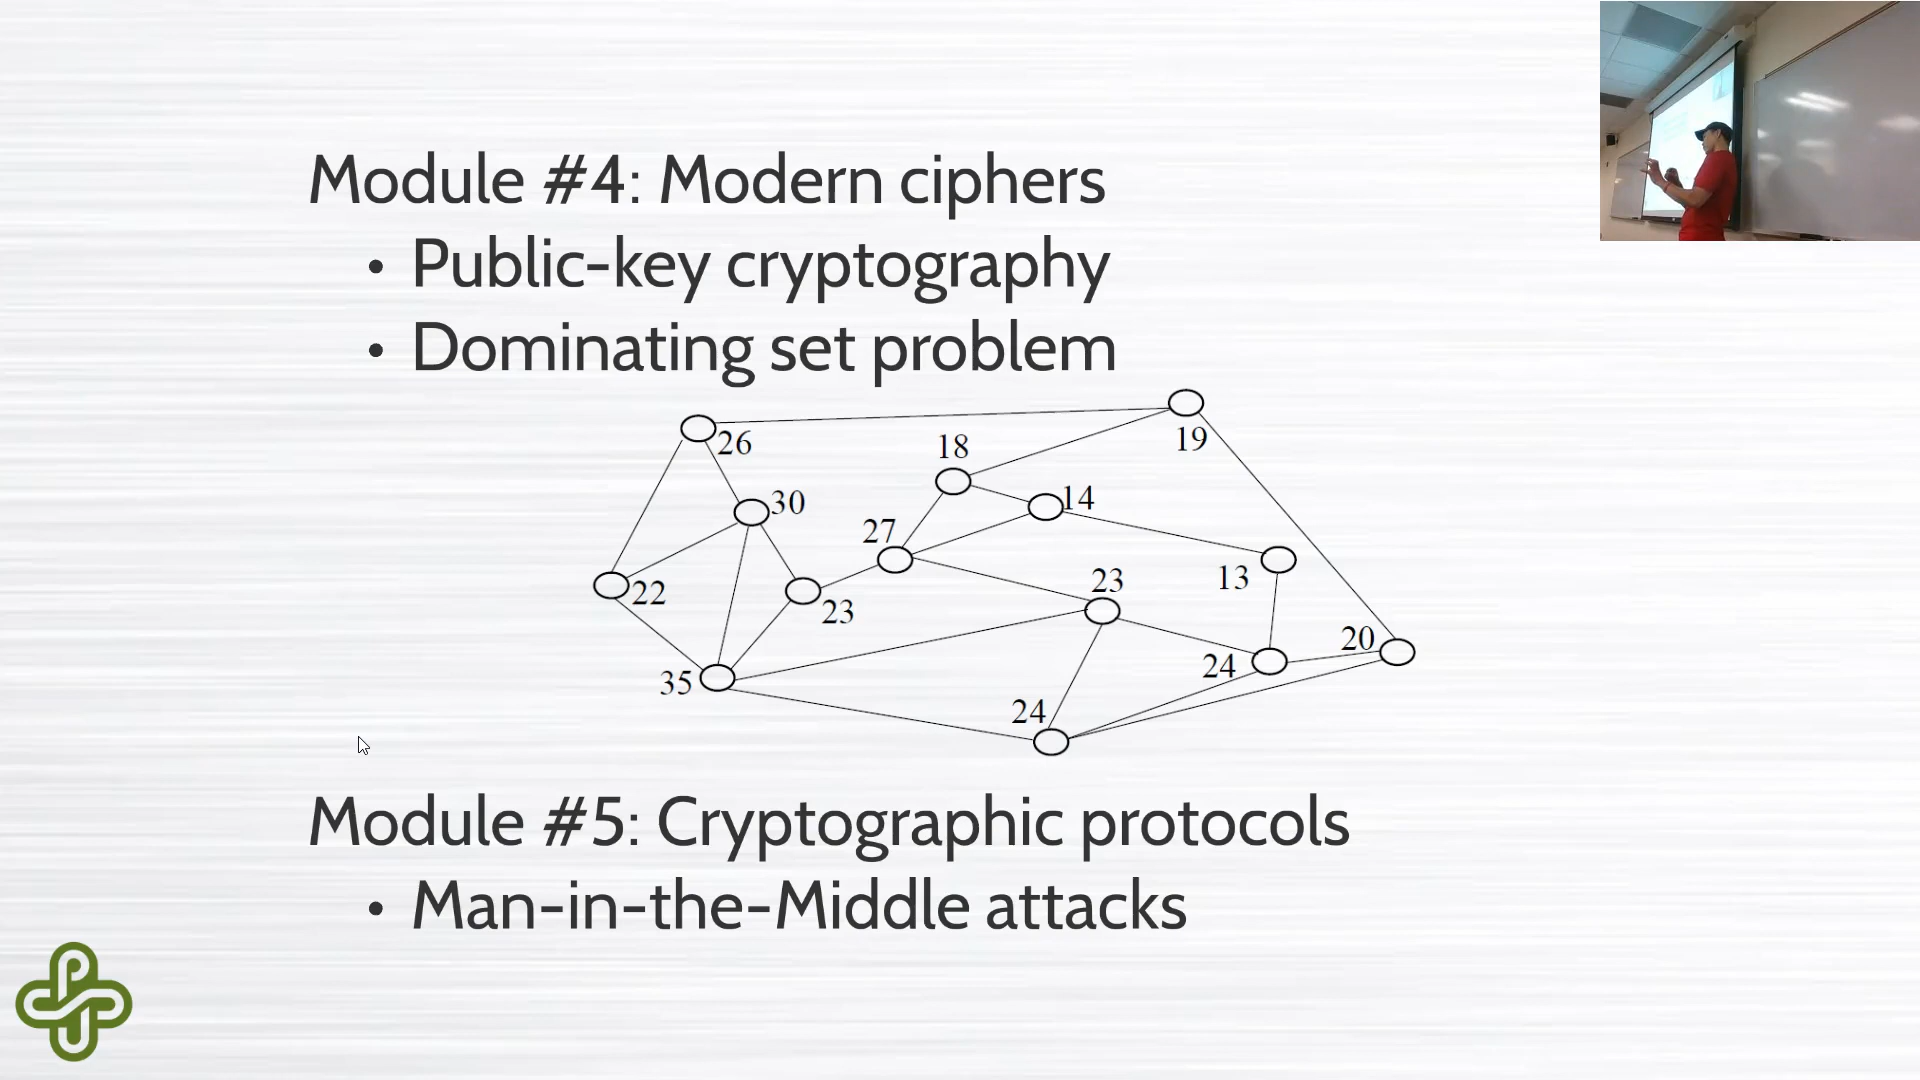 Module #4: Modern ciphers
• Public-key cryptography
• Dominating set problem
26
19
18
30
14
27
22
23
23
13
35
24
20
24
Module #5: Cryptographic protocols
• Man-in-the-Middle attacks